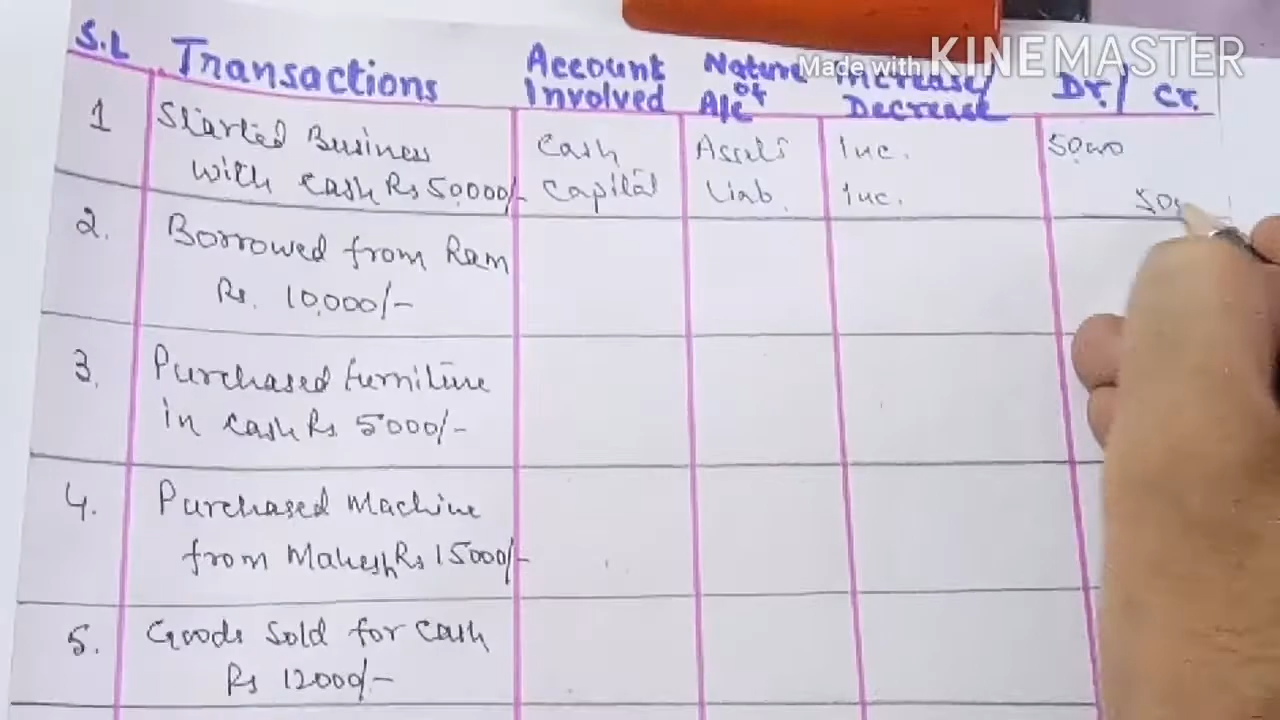 Made with KINEMASTER
S.L Transactions Account Involved Nature of A/c Increase/ Decrease Dr./ Cr.
1 Started Business Cash Assets Inc. 50,000
with cash Rs 50,000/- Capital Liab. Inc.
2. Borrowed from Ram
Rs. 10,000/-
3. Purchased furniture
in cash Rs. 5000/-
4. Purchased Machine
from Mahesh Rs 15000/-
5. Goods sold for cash
Rs 12000/-